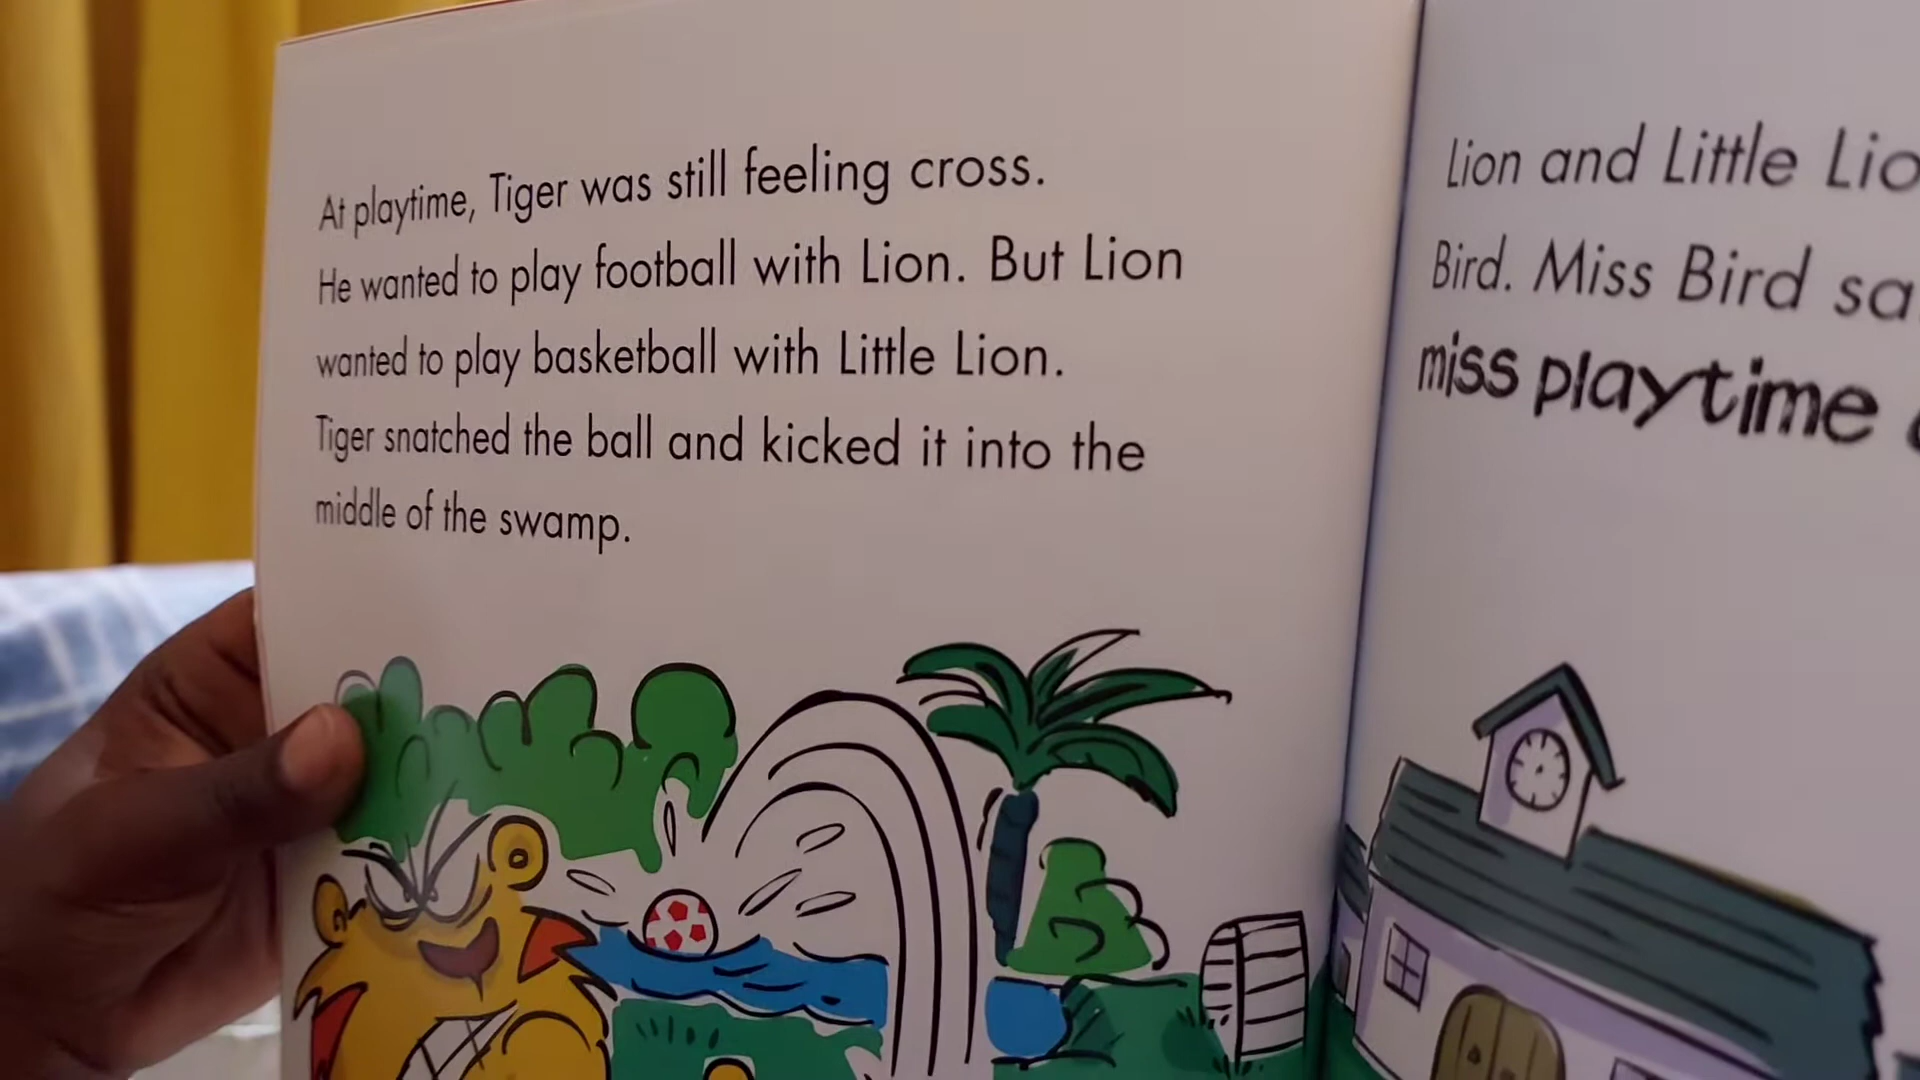 At playtime, Tiger was still feeling cross.
He wanted to play football with Lion. But Lion
wanted to play basketball with Little Lion.
Tiger snatched the ball and kicked it into the
middle of the swamp.
Lion and Little
Bird. Miss Bird
miss playtime